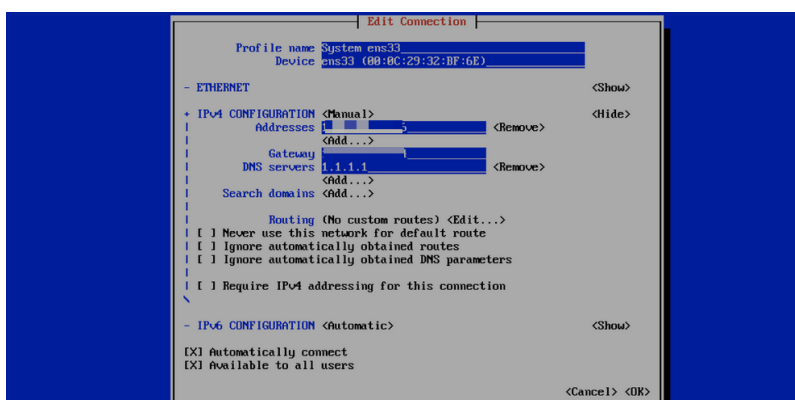 Edit Connection
Profile name System ens33
Device ens33 (00:0C:29:32:BF:6E)
- ETHERNET <Show>
+ IPv4 CONFIGURATION <Manual> <Hide>
Addresses <Remove>
<Add...>
Gateway
DNS servers 1.1.1.1 <Remove>
<Add...>
Search domains <Add...>
Routing (No custom routes) <Edit...>
[ ] Never use this network for default route
[ ] Ignore automatically obtained routes
[ ] Ignore automatically obtained DNS parameters
[ ] Require IPv4 addressing for this connection
- IPv6 CONFIGURATION <Automatic> <Show>
[X] Automatically connect
[X] Available to all users
<Cancel> <OK>